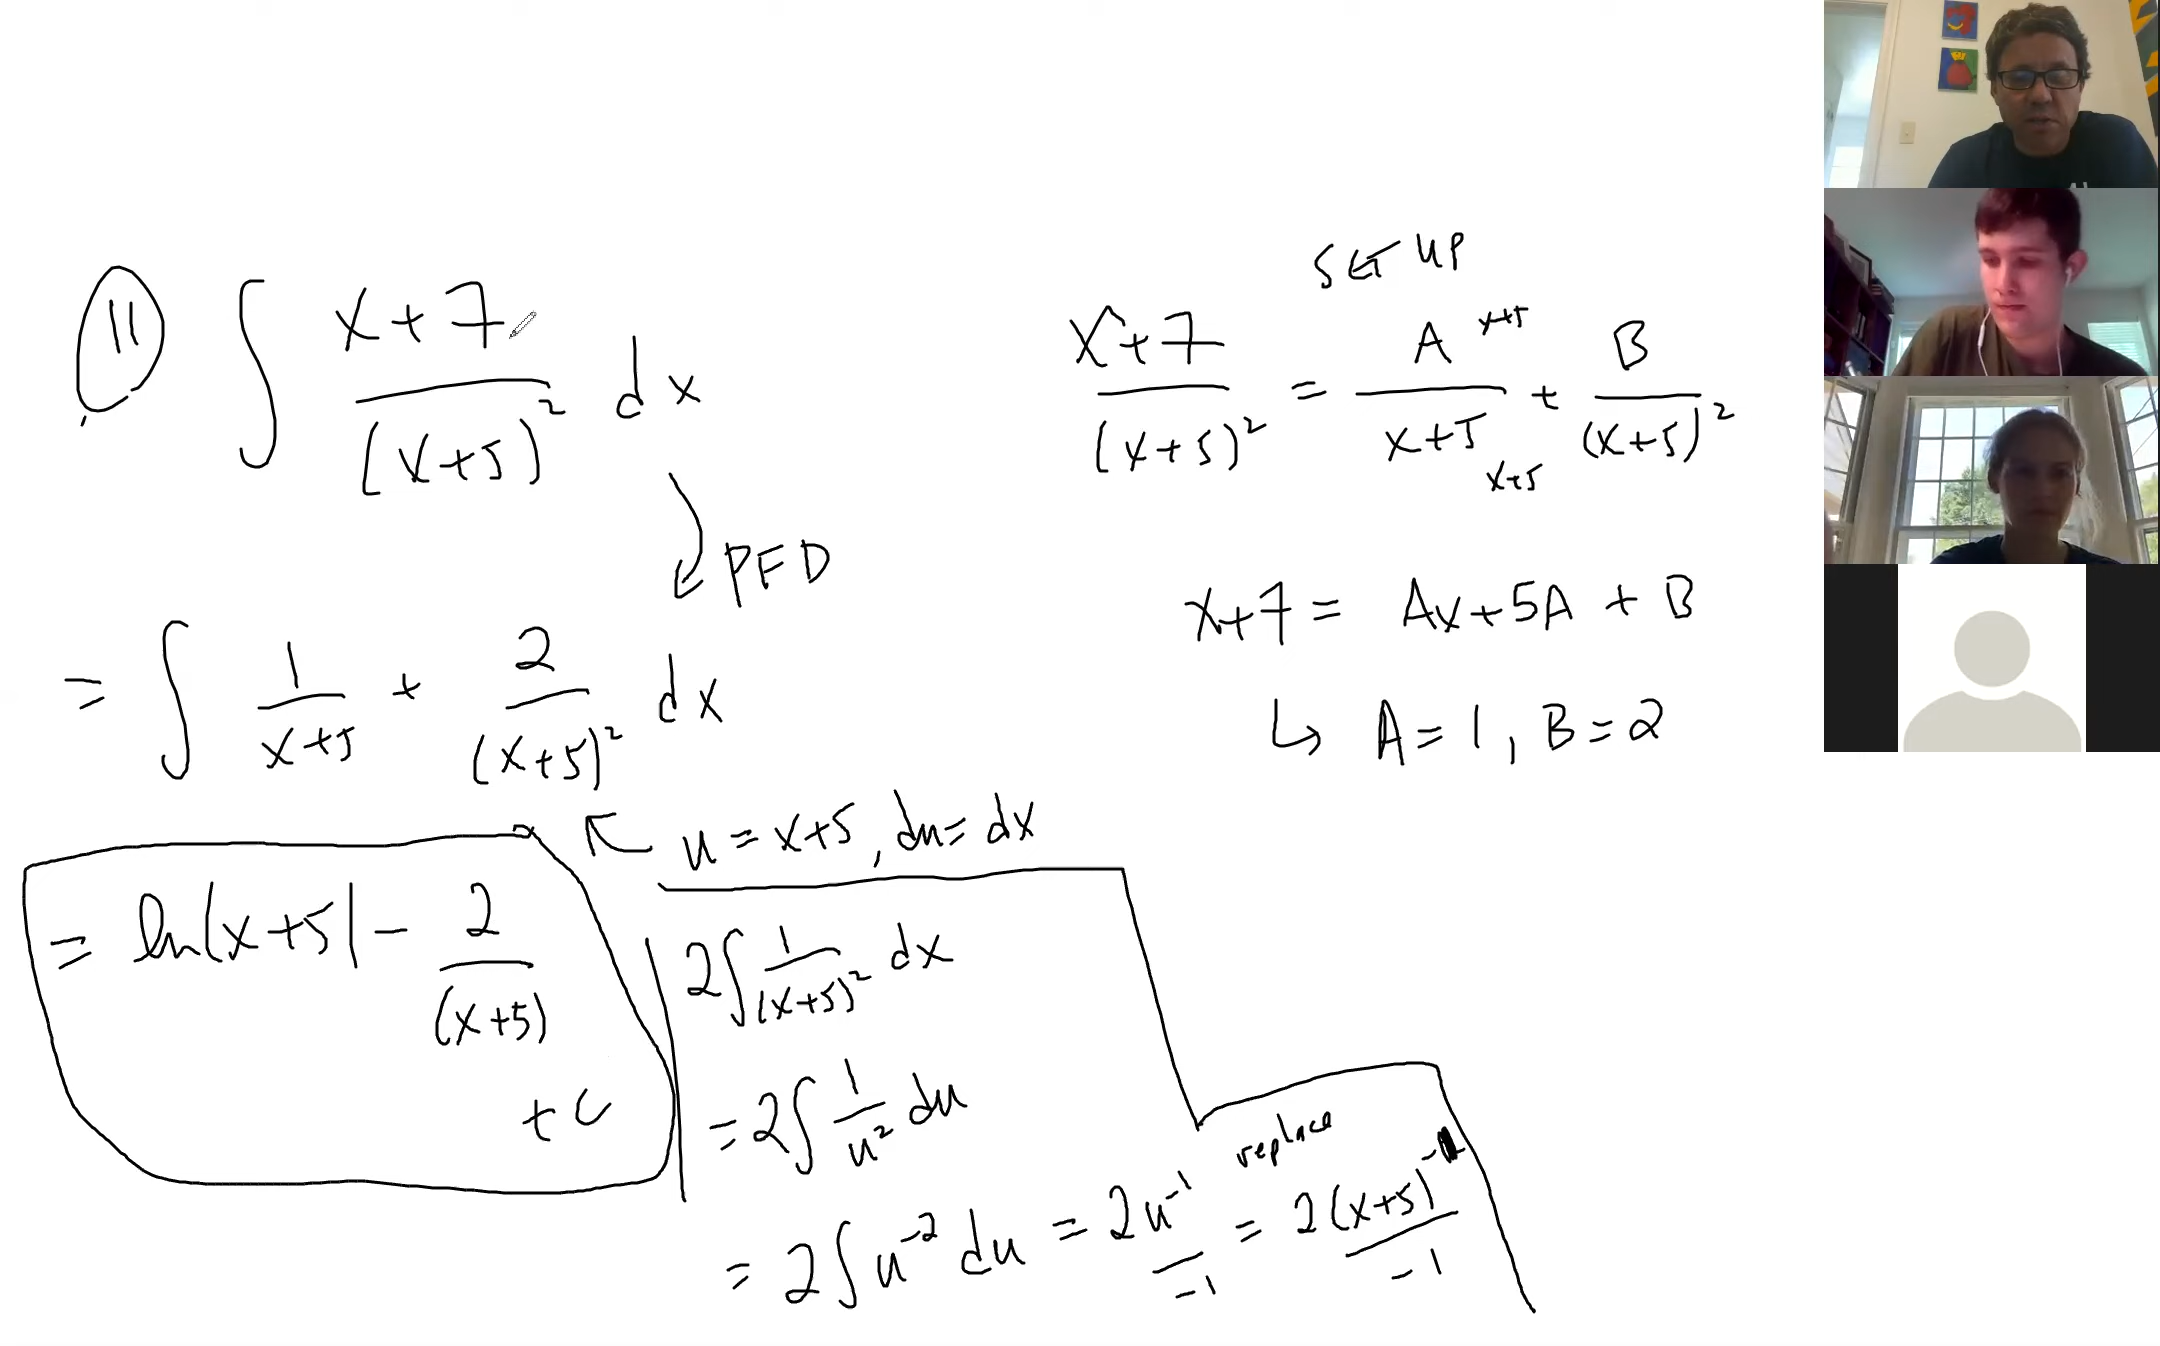 (11) ∫ (x+7)/(x+5)² dx
PFD
= ∫ 1/(x+5) + 2/(x+5)² dx
u = x+5, du = dx
= ln|x+5| - 2/(x+5)
+ C
2∫ 1/(x+5)² dx
= 2∫ 1/u² du
= 2∫ u⁻² du = 2u⁻¹/-1 = 2(x+5)⁻¹/-1
replace
SET UP
(x+7)/(x+5)² = A/(x+5) (x+5)/(x+5) + B/(x+5)²
x+7 = Ax+5A + B
↳ A = 1, B = 2